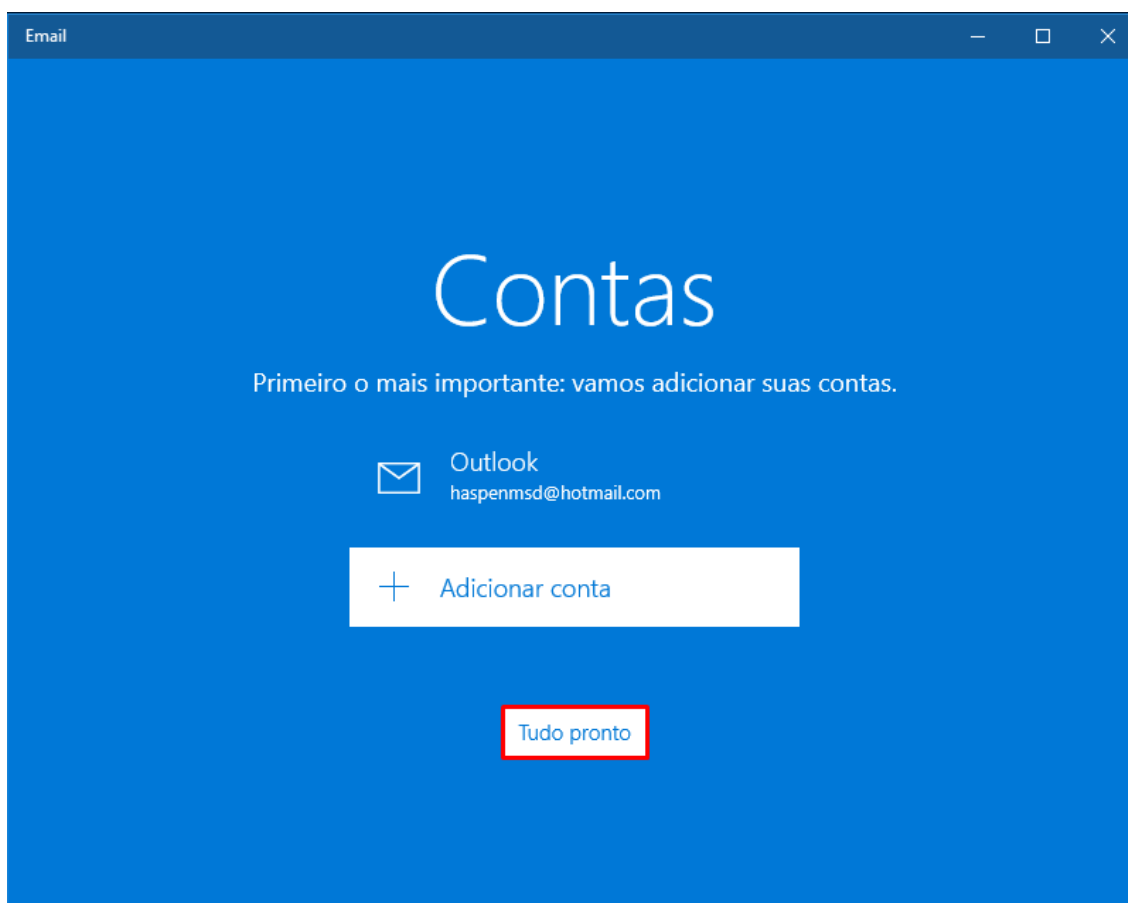 Email
Contas
Primeiro o mais importante: vamos adicionar suas contas.
Outlook
haspenmsd@hotmail.com
Adicionar conta
Tudo pronto